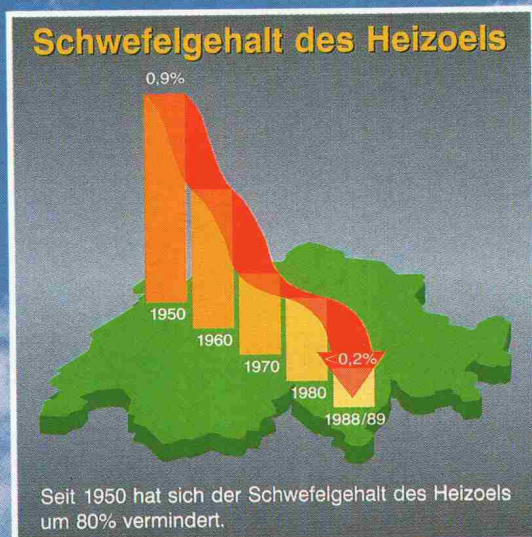 Schwefelgehalt des Heizoels
0,9%
1950
1960
1970
1980
<0,2%
1988/89
Seit 1950 hat sich der Schwefelgehalt des Heizoels
um 80% vermindert.